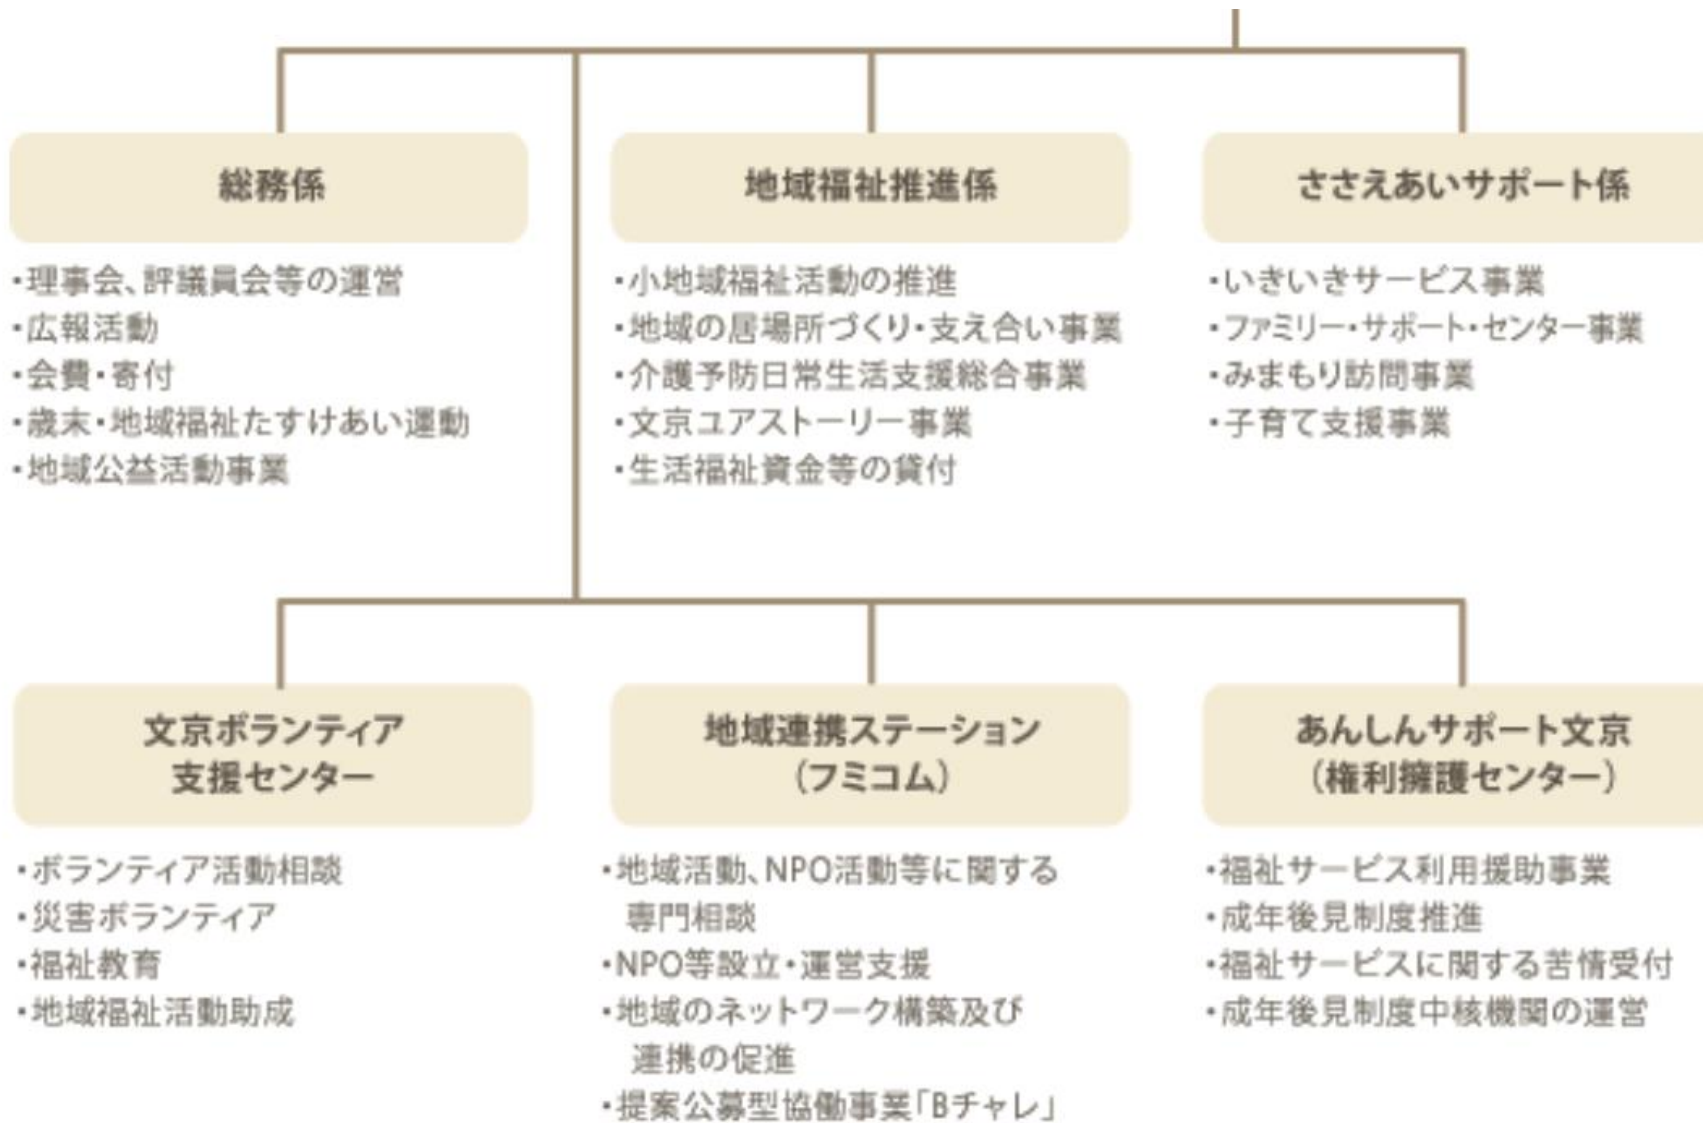 総務係
・理事会、評議員会等の運営
・広報活動
・会費・寄付
・歳末・地域福祉たすけあい運動
・地域公益活動事業
地域福祉推進係
・小地域福祉活動の推進
・地域の居場所づくり・支え合い事業
・介護予防日常生活支援総合事業
・文京ユアストーリー事業
・生活福祉資金等の貸付
ささえあいサポート係
・いきいきサービス事業
・ファミリー・サポート・センター事業
・みまもり訪問事業
・子育て支援事業
文京ボランティア
支援センター
・ボランティア活動相談
・災害ボランティア
・福祉教育
・地域福祉活動助成
地域連携ステーション
（フミコム）
・地域活動、NPO活動等に関する
専門相談
・NPO等設立・運営支援
・地域のネットワーク構築及び
連携の促進
・提案公募型協働事業「Bチャレ」
あんしんサポート文京
（権利擁護センター）
・福祉サービス利用援助事業
・成年後見制度推進
・福祉サービスに関する苦情受付
・成年後見制度中核機関の運営